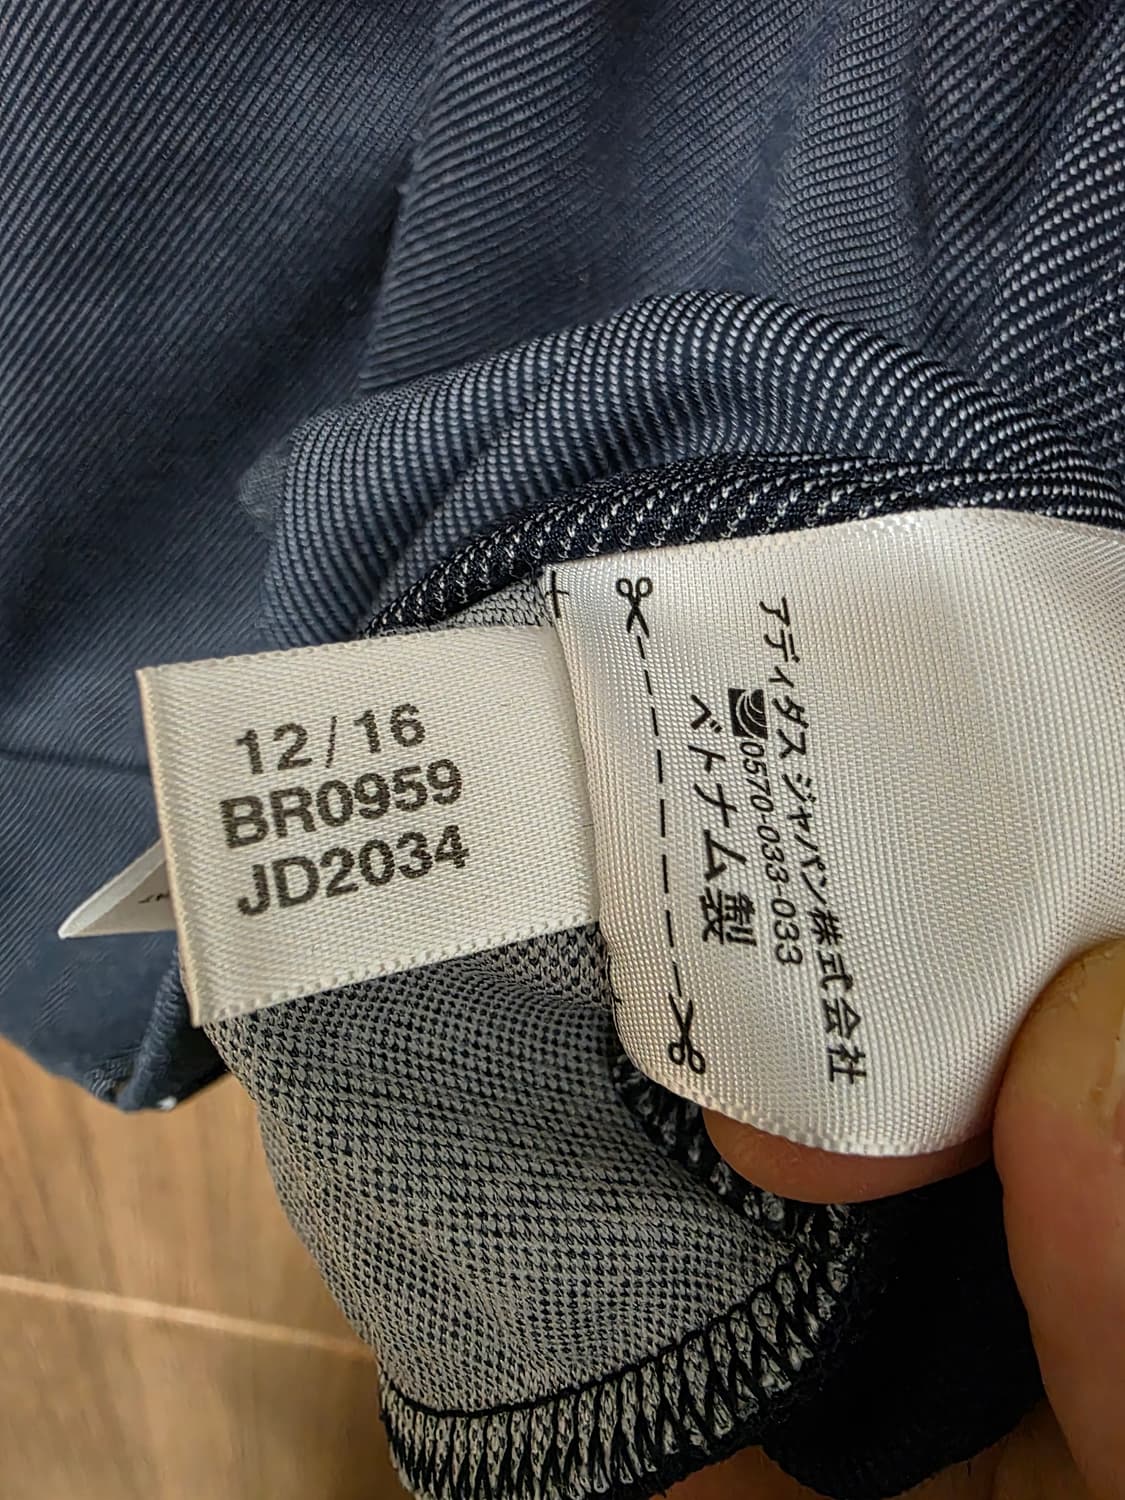 12/16
BR0959
JD2034
アディダス ジャパン株式会社
0570-033-033
ベトナム製